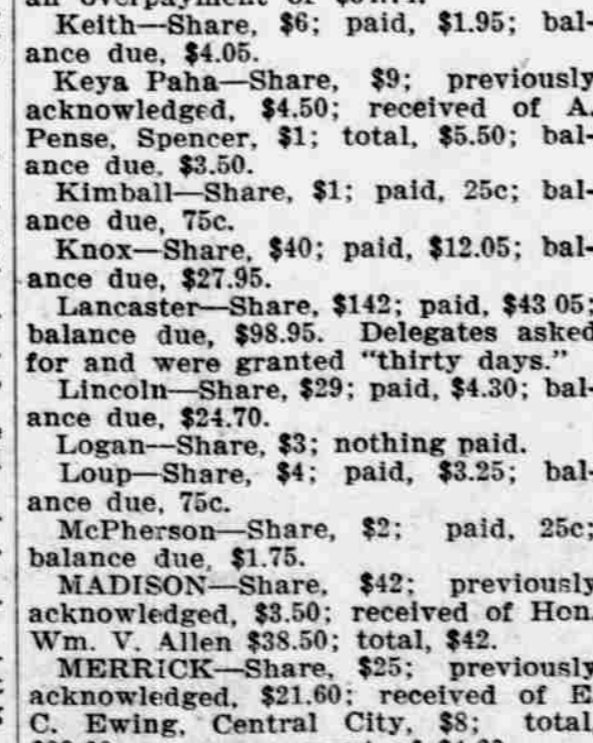 Keith—Share, $6; paid, $1.95; bal-
ance due, $4.05.
Keya Paha—Share, $9; previously
acknowledged, $4.50; received of A.
Pense, Spencer, $1; total, $5.50; bal-
ance due, $3.50.
Kimball—Share, $1; paid, 25c; bal-
ance due, 75c.
Knox—Share, $40; paid, $12.05; bal-
ance due, $27.95.
Lancaster—Share, $142; paid, $43 05;
balance due, $98.95. Delegates asked
for and were granted "thirty days."
Lincoln—Share, $29; paid, $4.30; bal-
ance due, $24.70.
Logan—Share, $3; nothing paid.
Loup—Share, $4; paid, $3.25; bal-
ance due, 75c.
McPherson—Share, $2; paid, 25c;
balance due, $1.75.
MADISON—Share, $42; previously
acknowledged, $3.50; received of Hon.
Wm. V. Allen $38.50; total, $42.
MERRICK—Share, $25; previously
acknowledged, $21.60; received of E.
C. Ewing, Central City, $8; total